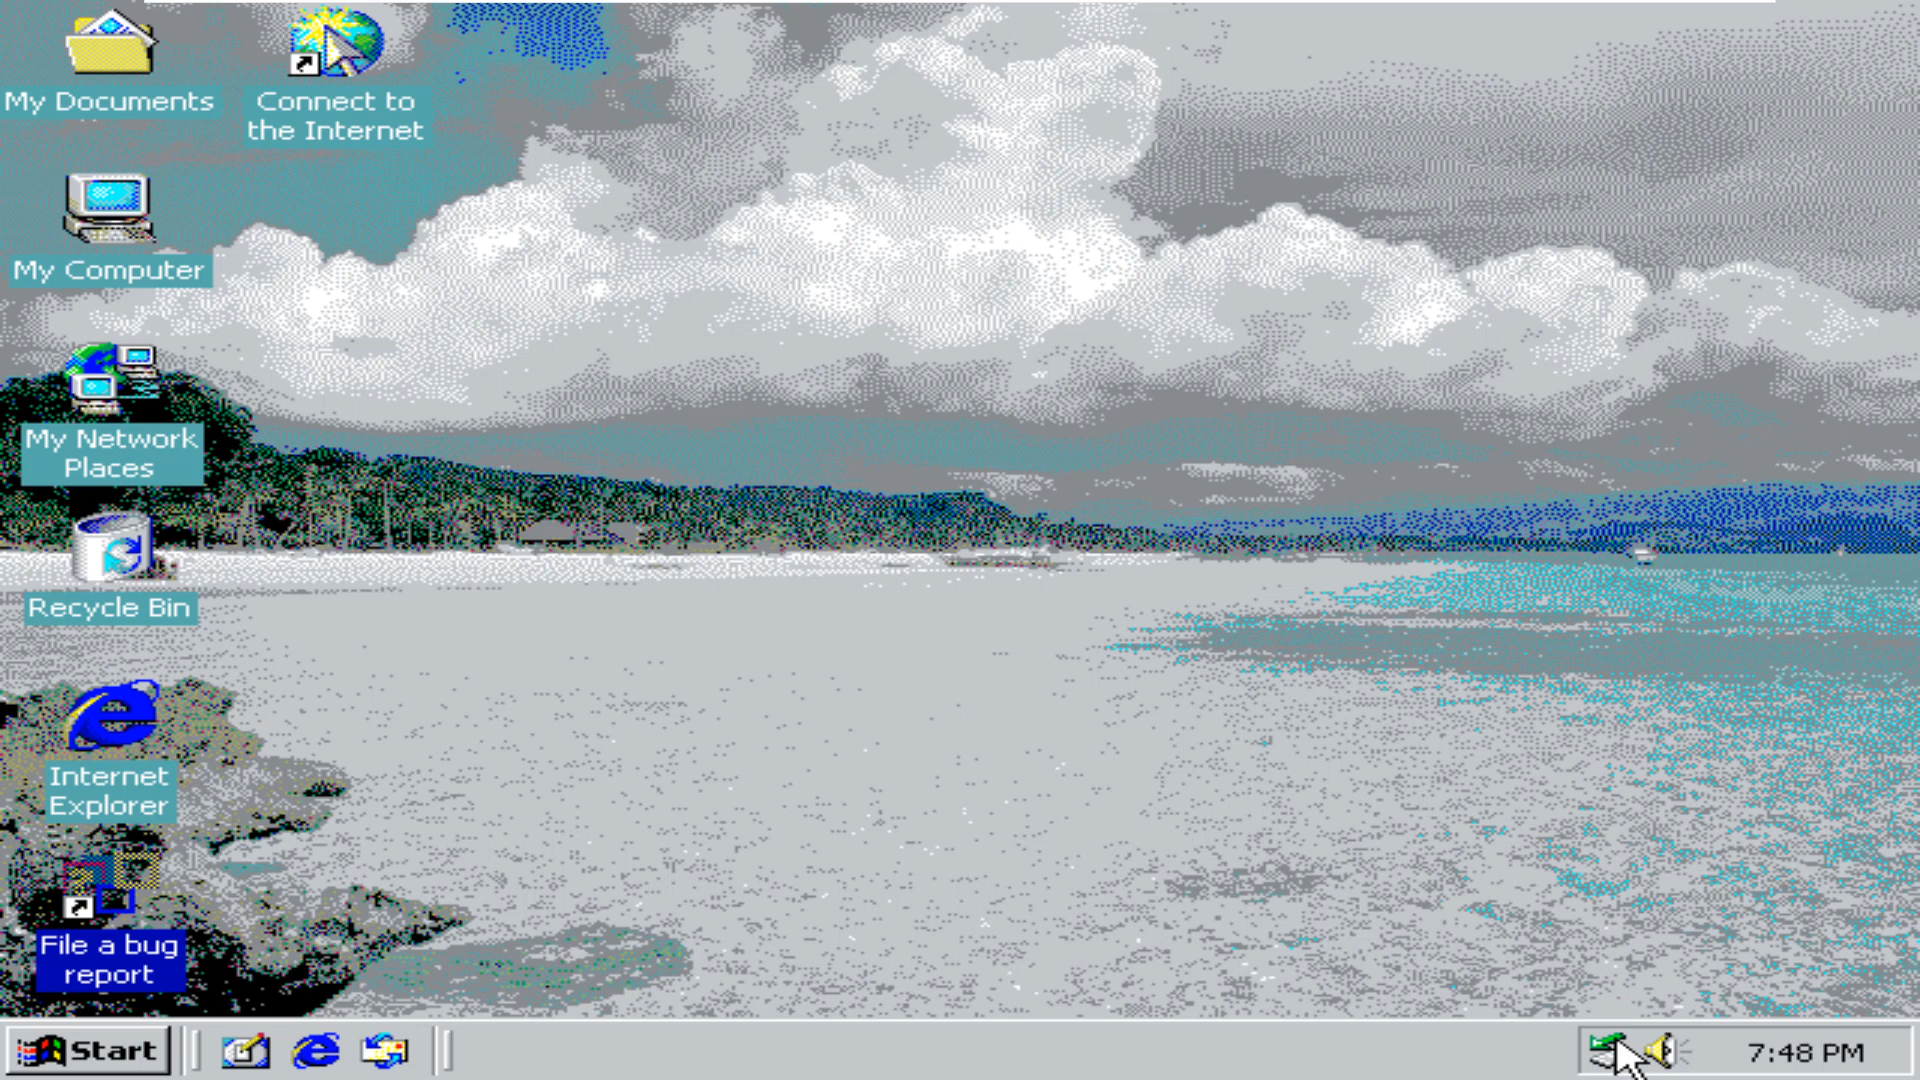 My Documents
Connect to
the Internet
My Computer
My Network
Places
Recycle Bin
Internet
Explorer
File a bug
report
Start
7:48 PM